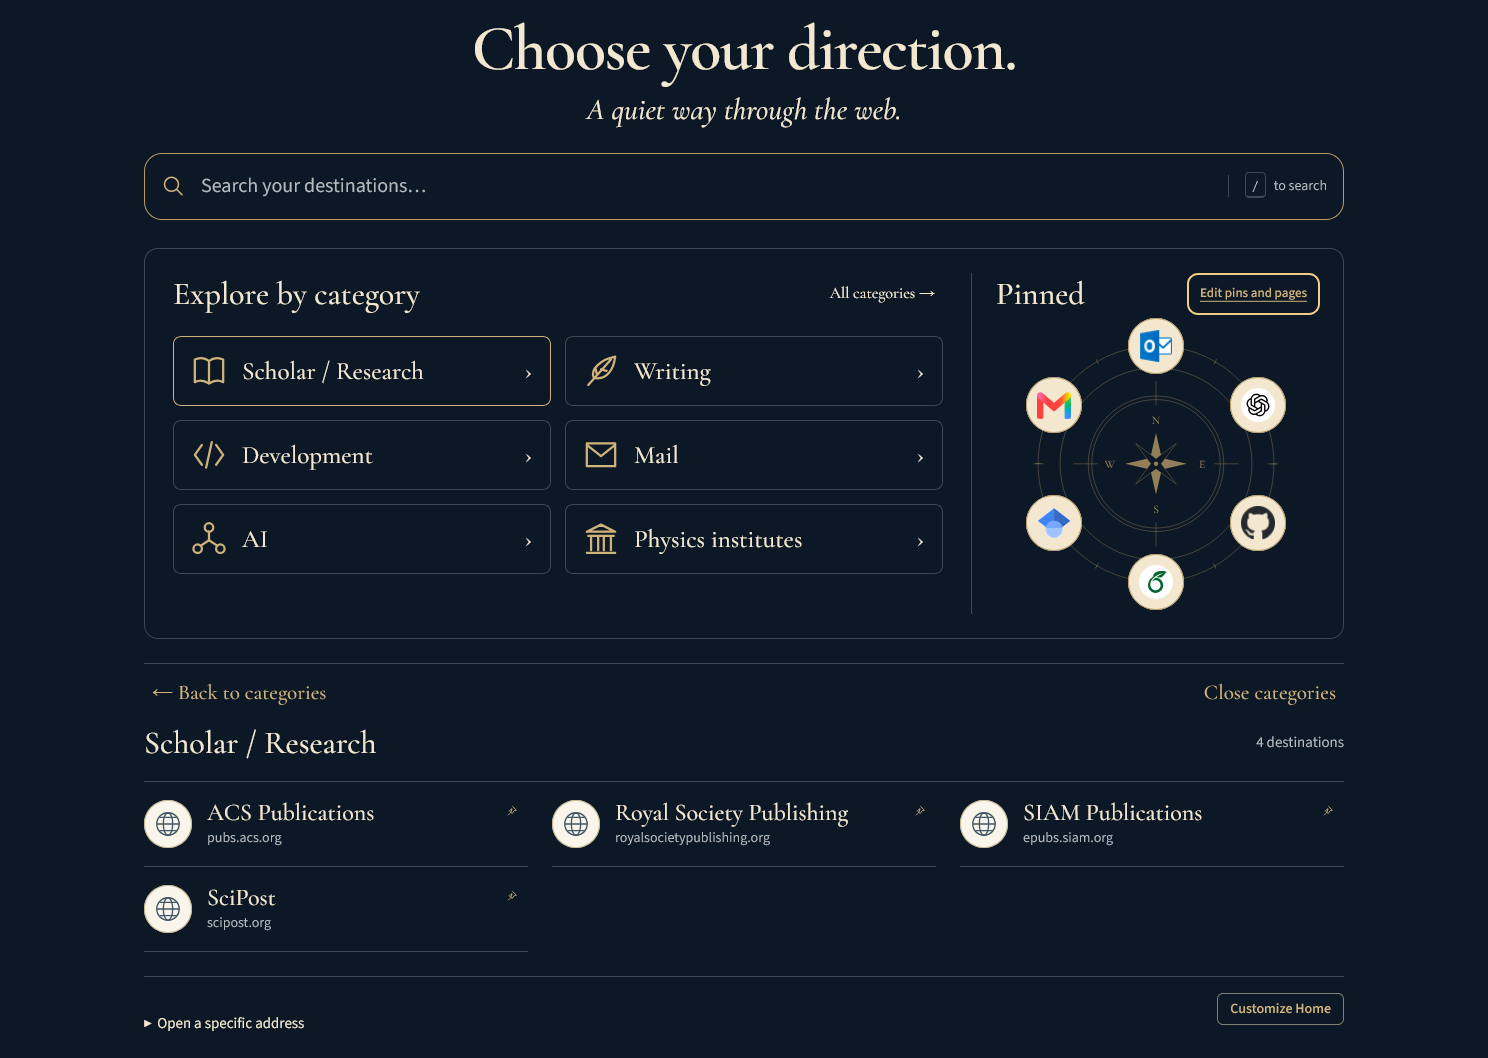 Choose your direction.
A quiet way through the web.
Search your destinations…
/ to search
Explore by category
All categories →
Pinned
Edit pins and pages
Scholar / Research ›
Writing ›
Development ›
Mail ›
AI ›
Physics institutes ›
N
W E
S
← Back to categories
Close categories
Scholar / Research
4 destinations
ACS Publications
pubs.acs.org
Royal Society Publishing
royalsocietypublishing.org
SIAM Publications
epubs.siam.org
SciPost
scipost.org
▸ Open a specific address
Customize Home